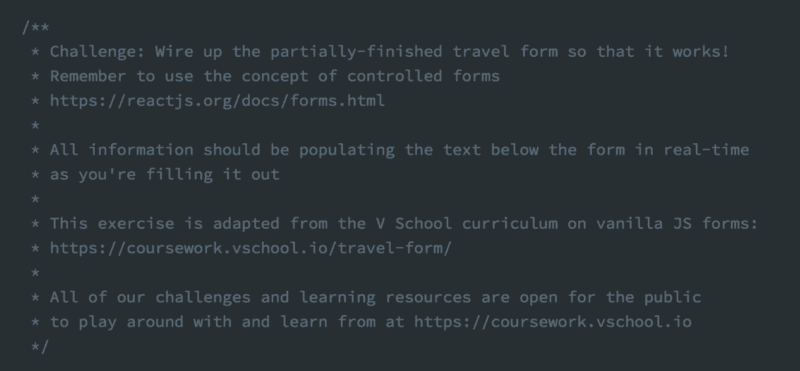 /**
* Challenge: Wire up the partially-finished travel form so that it works!
* Remember to use the concept of controlled forms
* https://reactjs.org/docs/forms.html
*
* All information should be populating the text below the form in real-time
* as you're filling it out
*
* This exercise is adapted from the V School curriculum on vanilla JS forms:
* https://coursework.vschool.io/travel-form/
*
* All of our challenges and learning resources are open for the public
* to play around with and learn from at https://coursework.vschool.io
*/